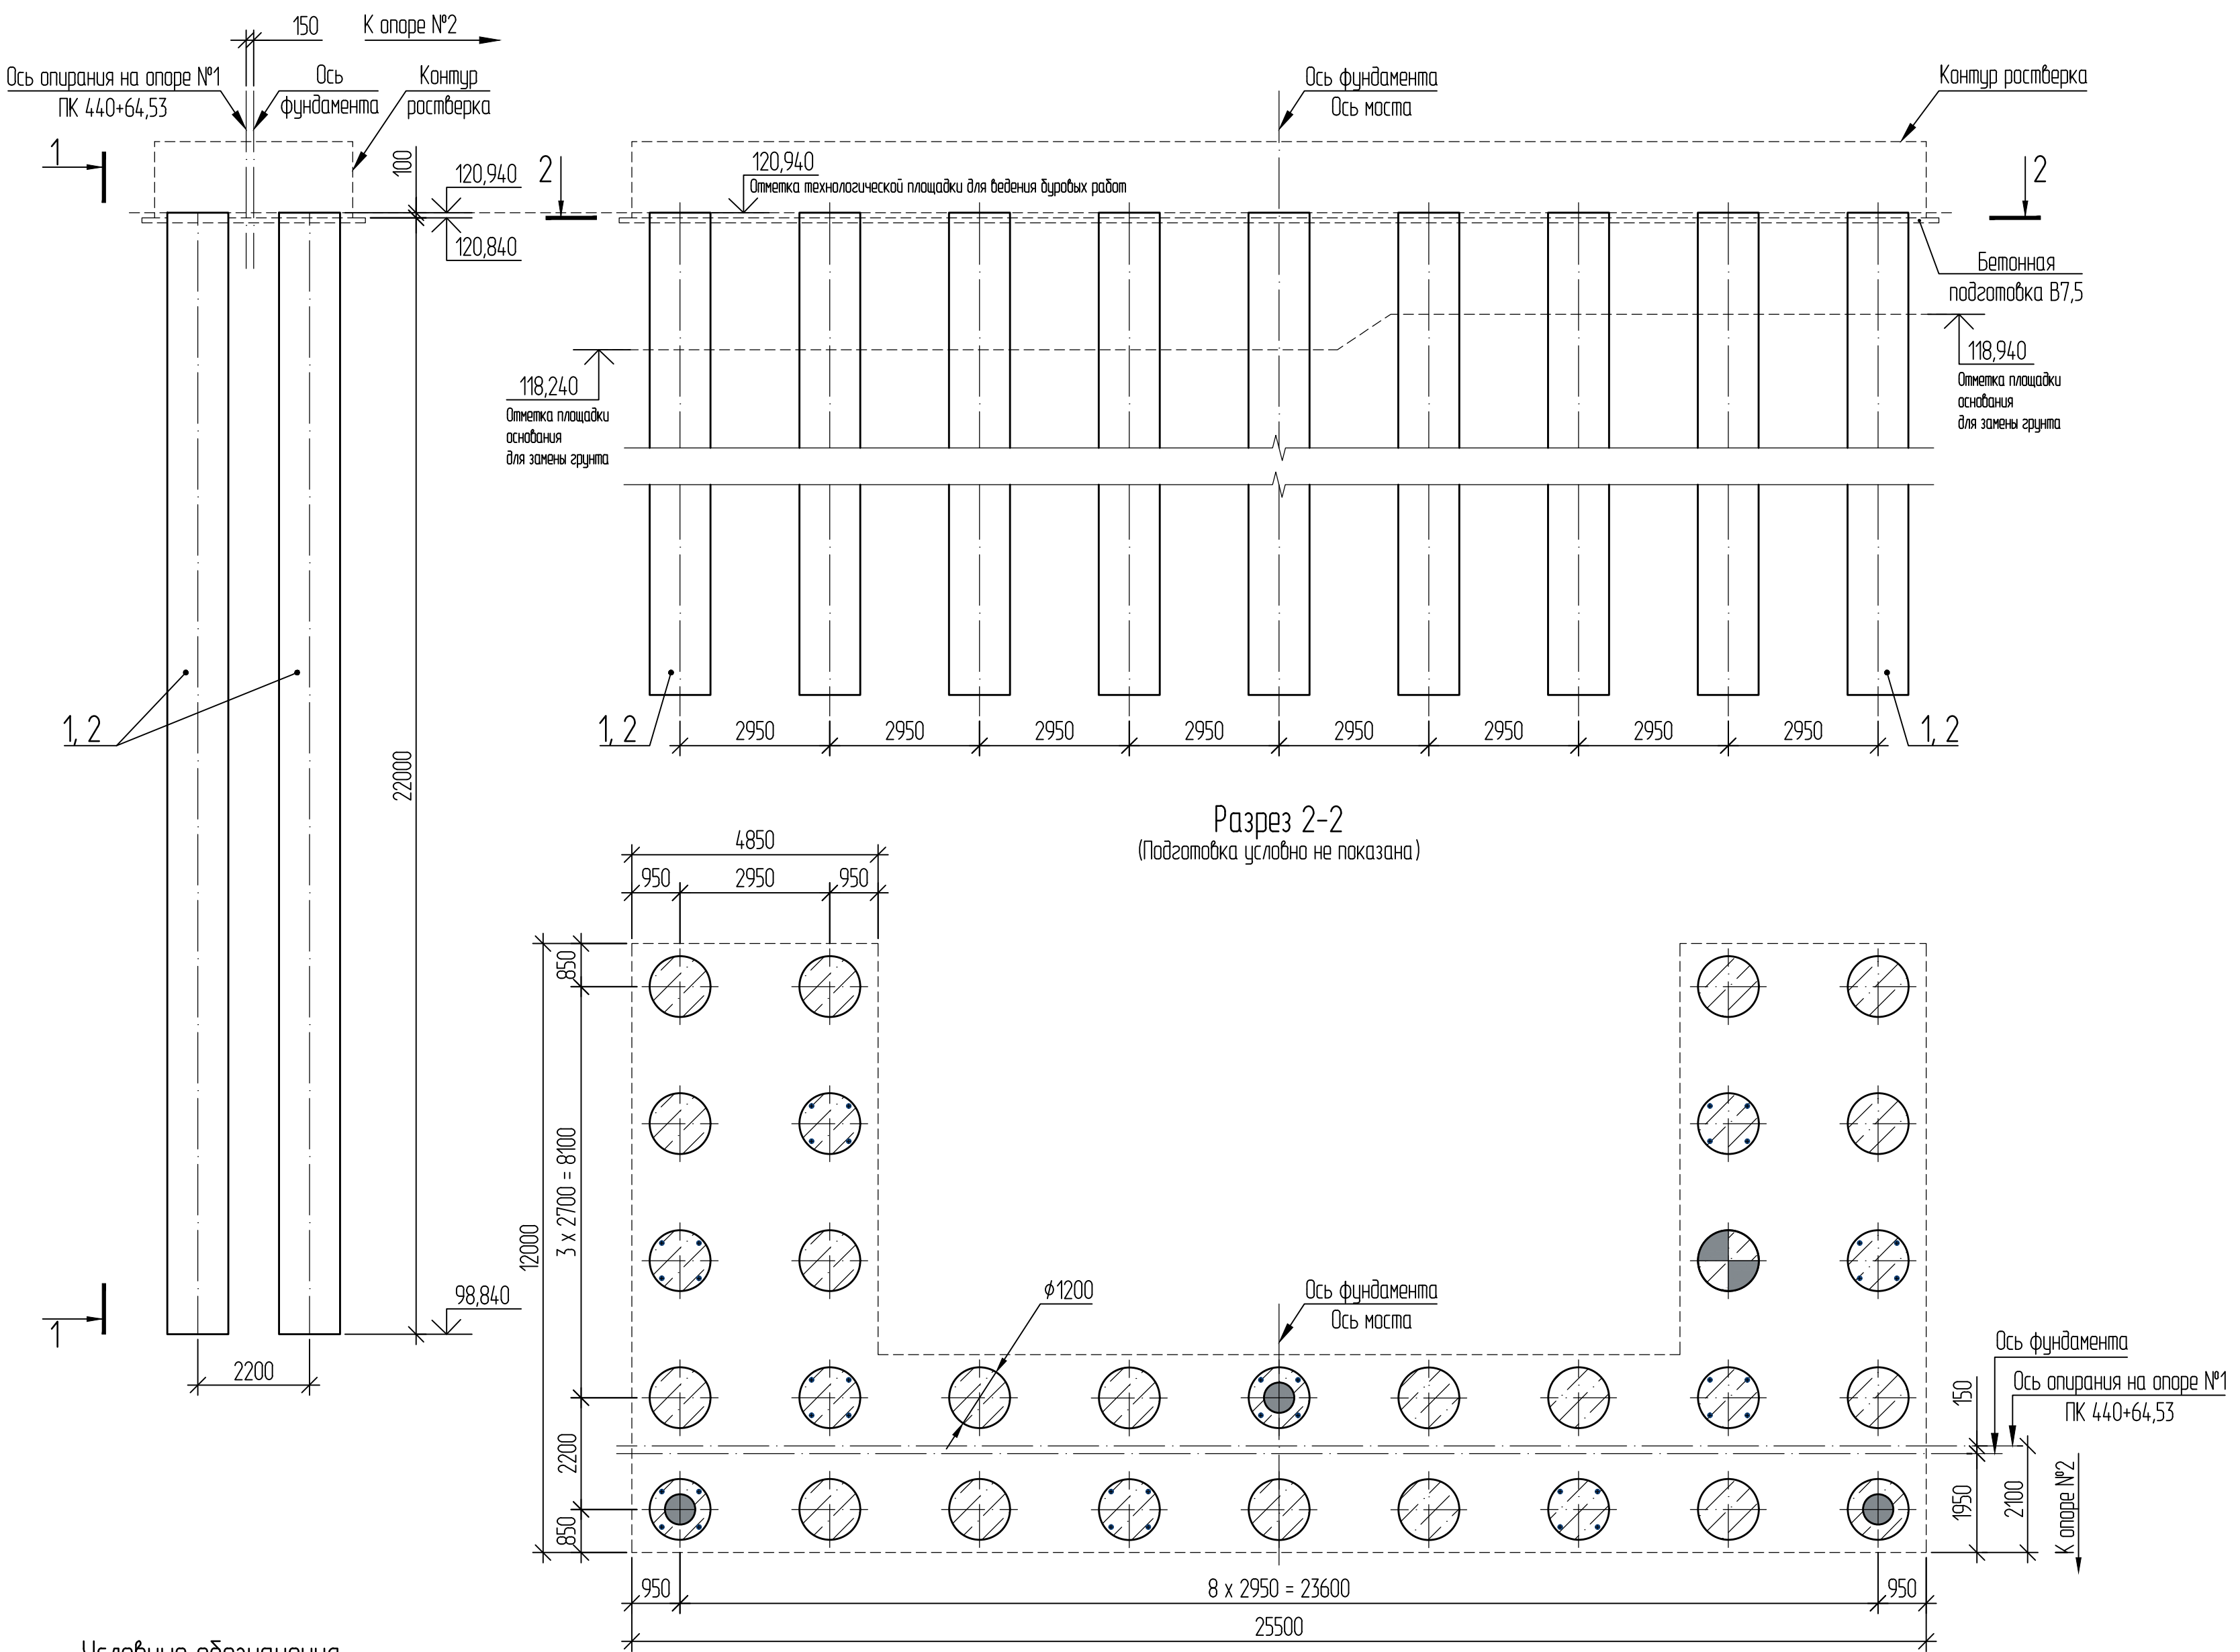 150
К опоре №2
Ось опирания на опоре №1
ПК 440+64,53
Ось
фундамента
Контур
ростверка
1
100
120,940
120,840
22000
1, 2
98,840
1
2200
Ось фундамента
Ось моста
Контур ростверка
2
120,940
Отметка технологической площадки для ведения буровых работ
2
Бетонная
подготовка В7,5
118,240
Отметка площадки
основания
для замены грунта
118,940
Отметка площадки
основания
для замены грунта
1, 2
2950
2950
2950
2950
2950
2950
2950
2950
1, 2
Разрез 2-2
(Подготовка условно не показана)
4850
950
2950
950
850
3 x 2700 = 8100
12000
2200
850
ϕ1200
Ось фундамента
Ось моста
Ось фундамента
Ось опирания на опоре №1
ПК 440+64,53
150
1950
2100
К опоре №2
950
8 x 2950 = 23600
950
25500
Условные обозначения